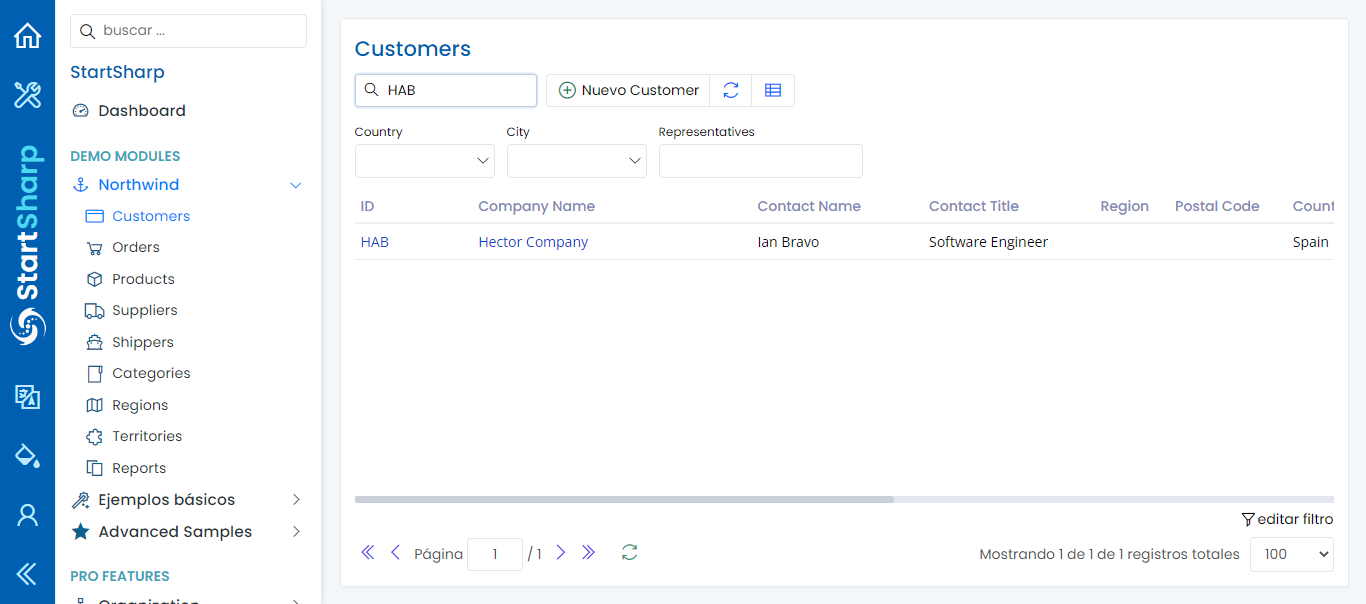 buscar ...
StartSharp
Dashboard
DEMO MODULES
Northwind
Customers
Orders
Products
Suppliers
Shippers
Categories
Regions
Territories
Reports
Ejemplos básicos
Advanced Samples
PRO FEATURES
Organization
StartSharp
Customers
HAB
Nuevo Customer
Country City Representatives
ID Company Name Contact Name Contact Title Region Postal Code Count
HAB Hector Company Ian Bravo Software Engineer Spain
editar filtro
Página 1 / 1 Mostrando 1 de 1 de 1 registros totales 100